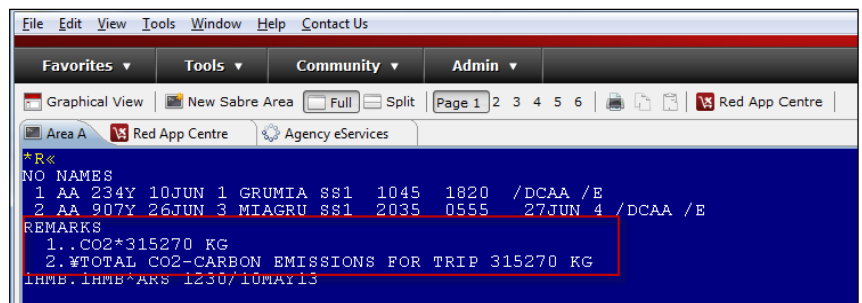 File Edit View Tools Window Help Contact Us
Favorites Tools Community Admin
Graphical View New Sabre Area Full Split Page 1 2 3 4 5 6 Red App Centre
Area A Red App Centre Agency eServices
*R«
NO NAMES
1 AA 234Y 10JUN 1 GRUMIA SS1 1045 1820 /DCAA /E
2 AA 907Y 26JUN 3 MIAGRU SS1 2035 0555 27JUN 4 /DCAA /E
REMARKS
1..CO2*315270 KG
2.¥TOTAL CO2-CARBON EMISSIONS FOR TRIP 315270 KG
1HMB.1HMB*ARS 1230/10MAY13